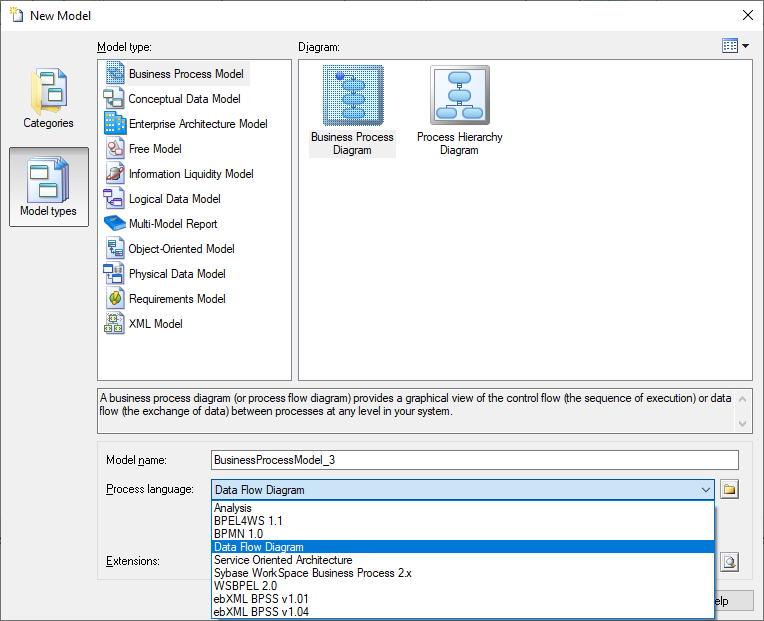 New Model
Model type:
Diagram:
Categories
Model types
Business Process Model
Conceptual Data Model
Enterprise Architecture Model
Free Model
Information Liquidity Model
Logical Data Model
Multi-Model Report
Object-Oriented Model
Physical Data Model
Requirements Model
XML Model
Business Process
Diagram
Process Hierarchy
Diagram
A business process diagram (or process flow diagram) provides a graphical view of the control flow (the sequence of execution) or data
flow (the exchange of data) between processes at any level in your system.
Model name:
BusinessProcessModel_3
Process language:
Data Flow Diagram
Analysis
BPEL4WS 1.1
BPMN 1.0
Data Flow Diagram
Service Oriented Architecture
Sybase WorkSpace Business Process 2.x
WSBPEL 2.0
ebXML BPSS v1.01
ebXML BPSS v1.04
Extensions:
elp